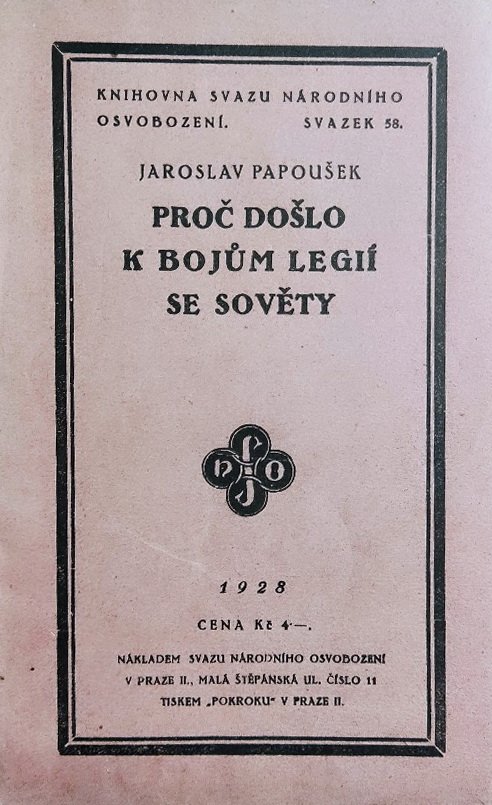 KNIHOVNA SVAZU NÁRODNÍHO
OSVOBOZENÍ. SVAZEK 58.
JAROSLAV PAPOUŠEK
PROČ DOŠLO
K BOJŮM LEGIÍ
SE SOVĚTY
S
N O
J
1928
CENA Kč 4·—.
NÁKLADEM SVAZU NÁRODNÍHO OSVOBOZENÍ
V PRAZE II., MALÁ ŠTĚPÁNSKÁ UL. ČÍSLO 11
TISKEM „POKROKU“ V PRAZE II.